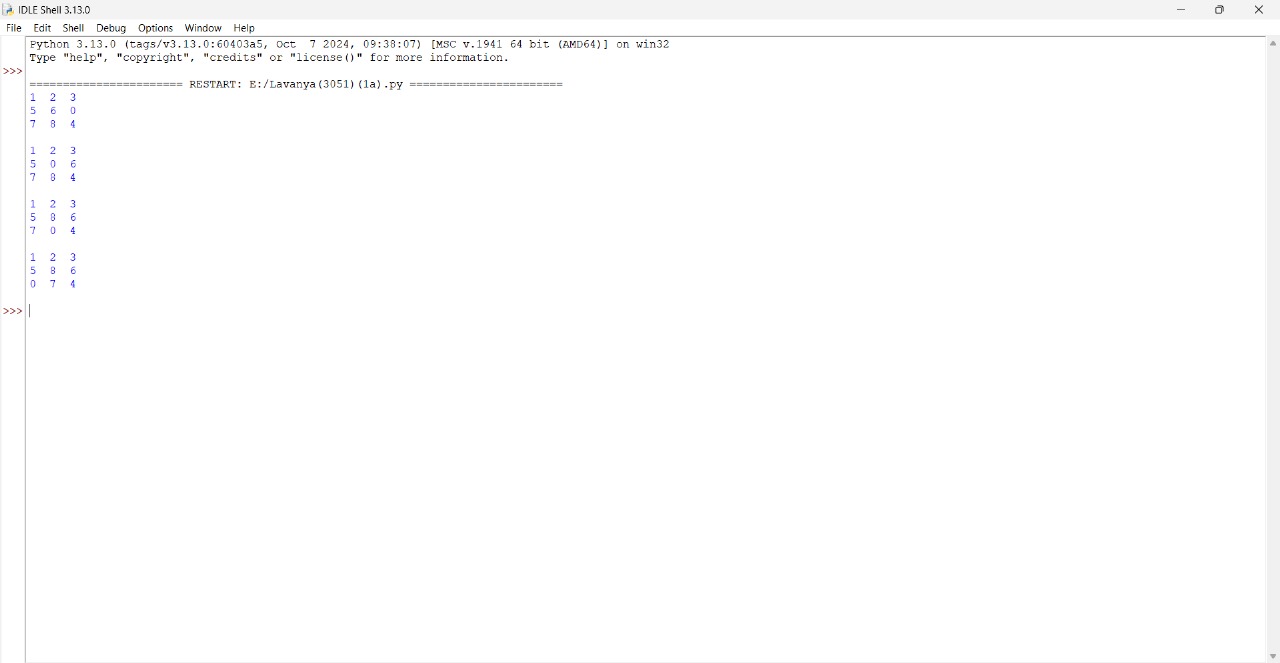 IDLE Shell 3.13.0
File Edit Shell Debug Options Window Help
Python 3.13.0 (tags/v3.13.0:60403a5, Oct  7 2024, 09:38:07) [MSC v.1941 64 bit (AMD64)] on win32
Type "help", "copyright", "credits" or "license()" for more information.
>>>
======================= RESTART: E:/Lavanya(3051)(1a).py =======================
1  2  3
5  6  0
7  8  4

1  2  3
5  0  6
7  8  4

1  2  3
5  8  6
7  0  4

1  2  3
5  8  6
0  7  4

>>>